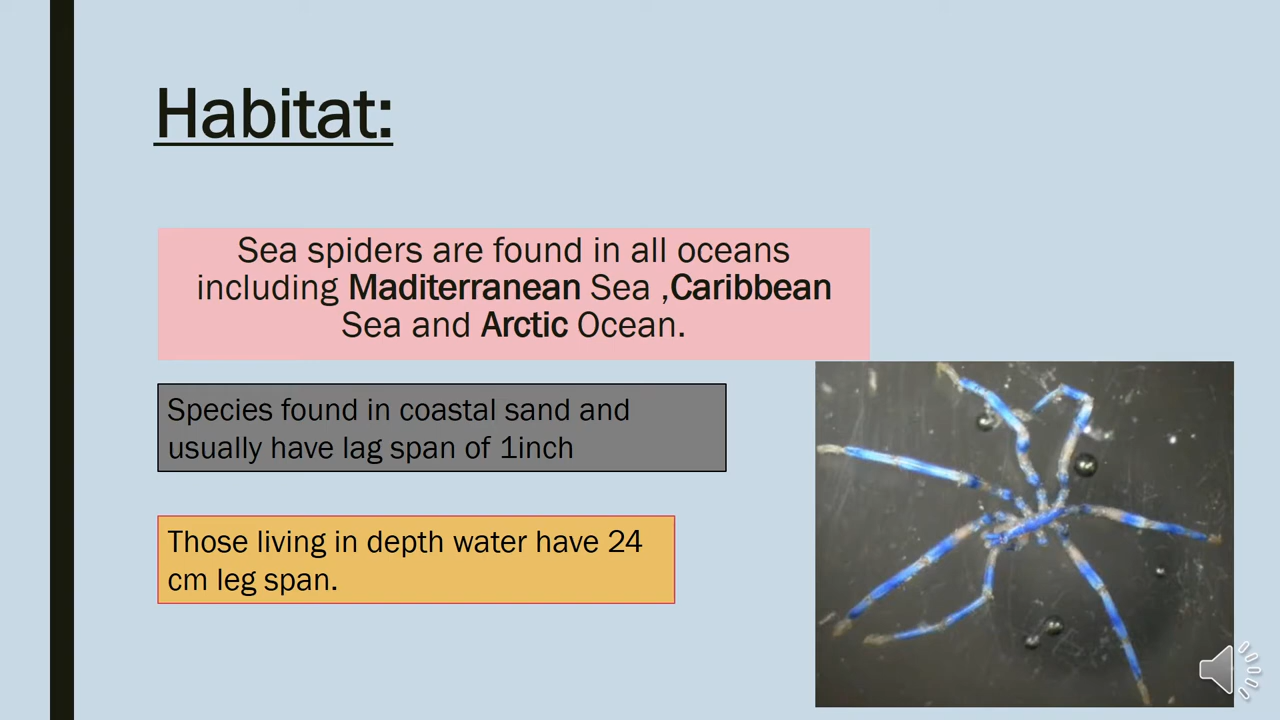 Habitat:
Sea spiders are found in all oceans
including Maditerranean Sea ,Caribbean
Sea and Arctic Ocean.
Species found in coastal sand and
usually have lag span of 1inch
Those living in depth water have 24
cm leg span.